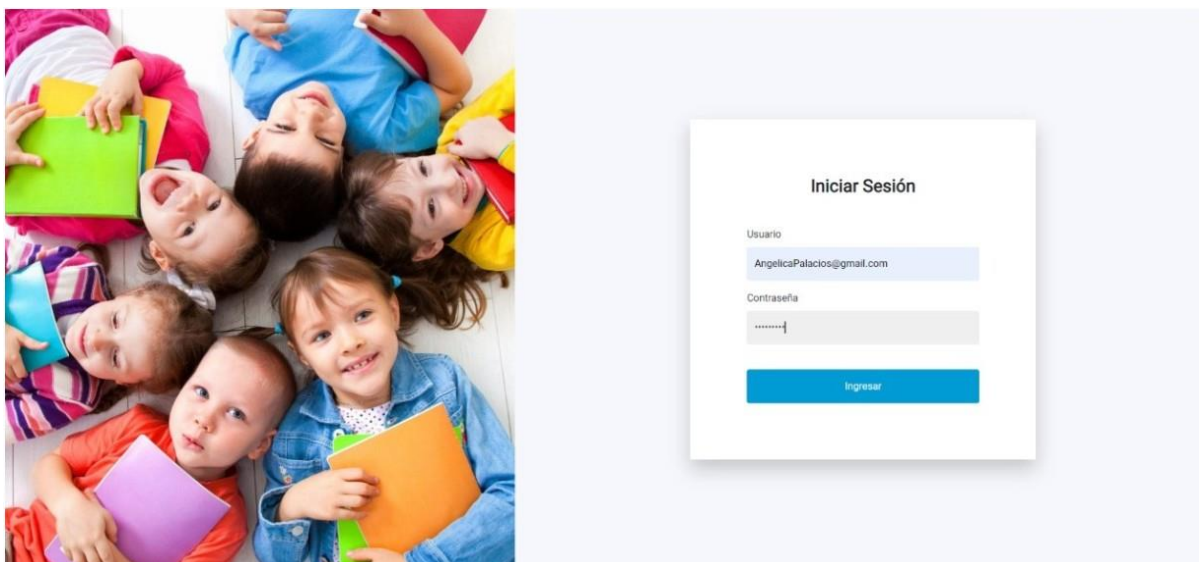 Iniciar Sesión
Usuario
AngelicaPalacios@gmail.com
Contraseña
•••••••••
Ingresar